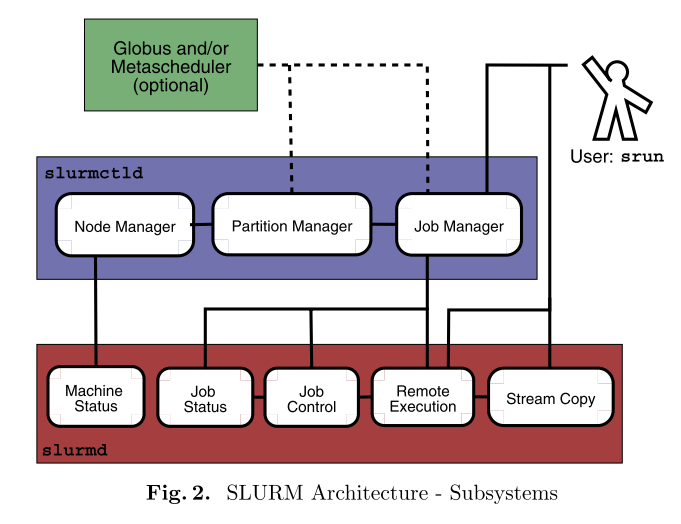 Globus and/or
Metascheduler
(optional)
User: srun
slurmctld
Node Manager
Partition Manager
Job Manager
Machine
Status
Job
Status
Job
Control
Remote
Execution
Stream Copy
slurmd
Fig. 2. SLURM Architecture - Subsystems